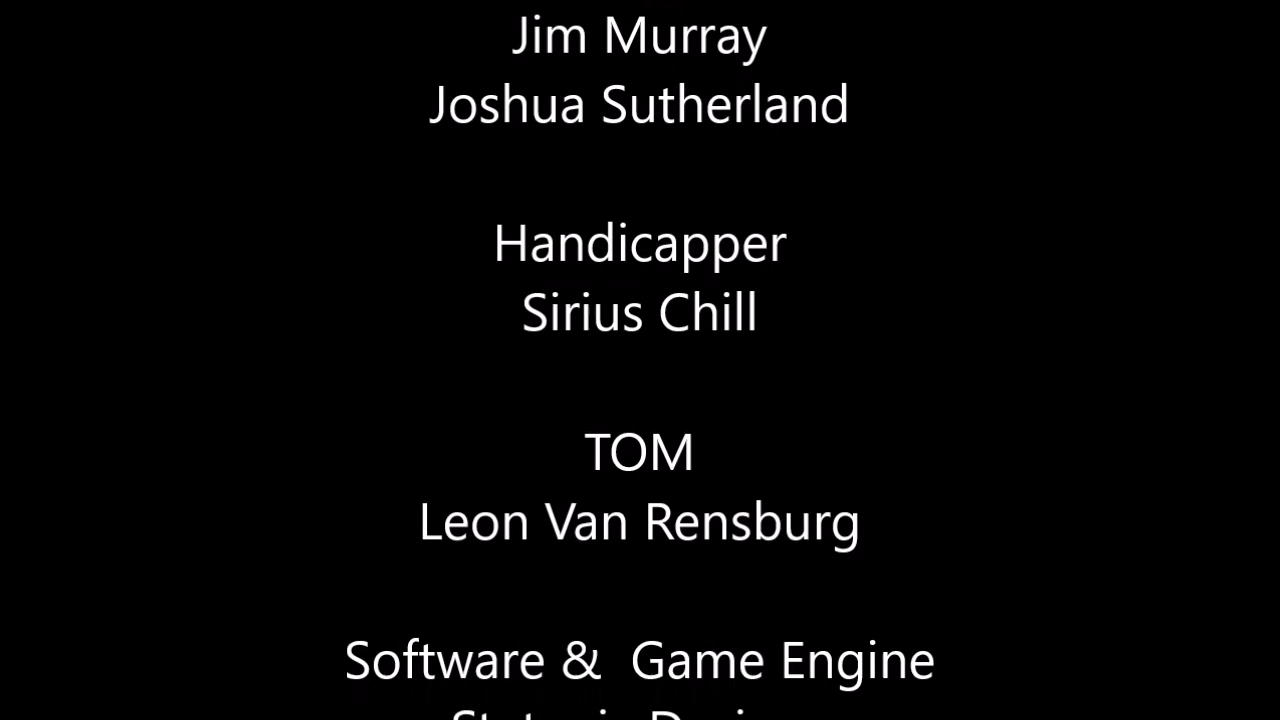 Jim Murray
Joshua Sutherland
Handicapper
Sirius Chill
TOM
Leon Van Rensburg
Software &  Game Engine